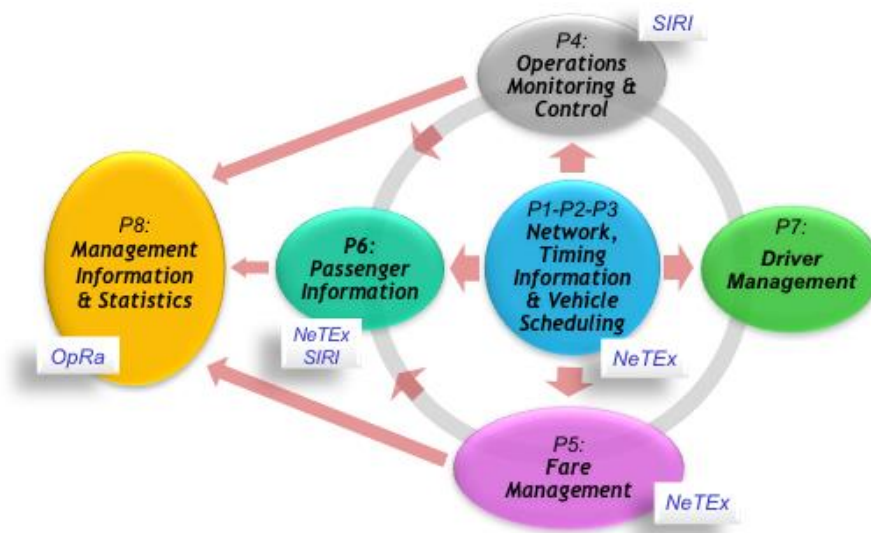 SIRI
P4:
Operations
Monitoring &
Control
P8:
Management
Information
& Statistics
OpRa
P6:
Passenger
Information
NeTEx
SIRI
P1-P2-P3
Network,
Timing
Information
& Vehicle
Scheduling
NeTEx
P7:
Driver
Management
P5:
Fare
Management
NeTEx